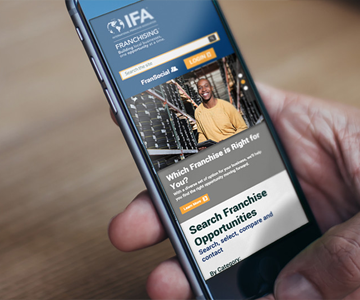 IFA
FRANCHISING
Building local businesses,
one opportunity at a time.
Search the site
LOGIN
FranSocial
Which Franchise is Right for
You?
With a diverse set of option for your business, we'll help
you find the right opportunity moving forward.
Learn More
Search Franchise
Opportunities
Search, select, compare and
contact
By Category: